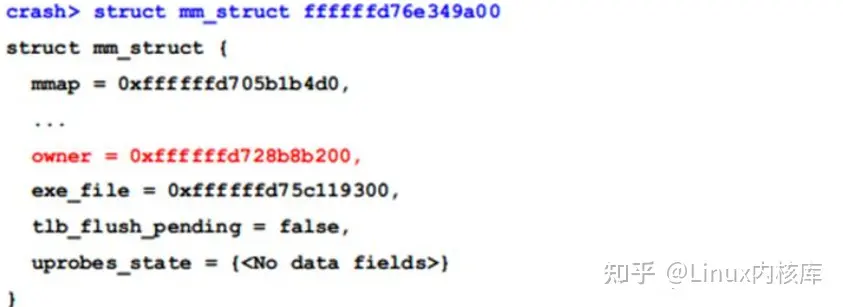 crash> struct mm_struct ffffffd76e349a00
struct mm_struct {
mmap = 0xffffffd705b1b4d0,
...
owner = 0xffffffd728b8b200,
exe_file = 0xffffffd75c119300,
tlb_flush_pending = false,
uprobes_state = {<No data fields>}
}
知乎 @Linux内核库